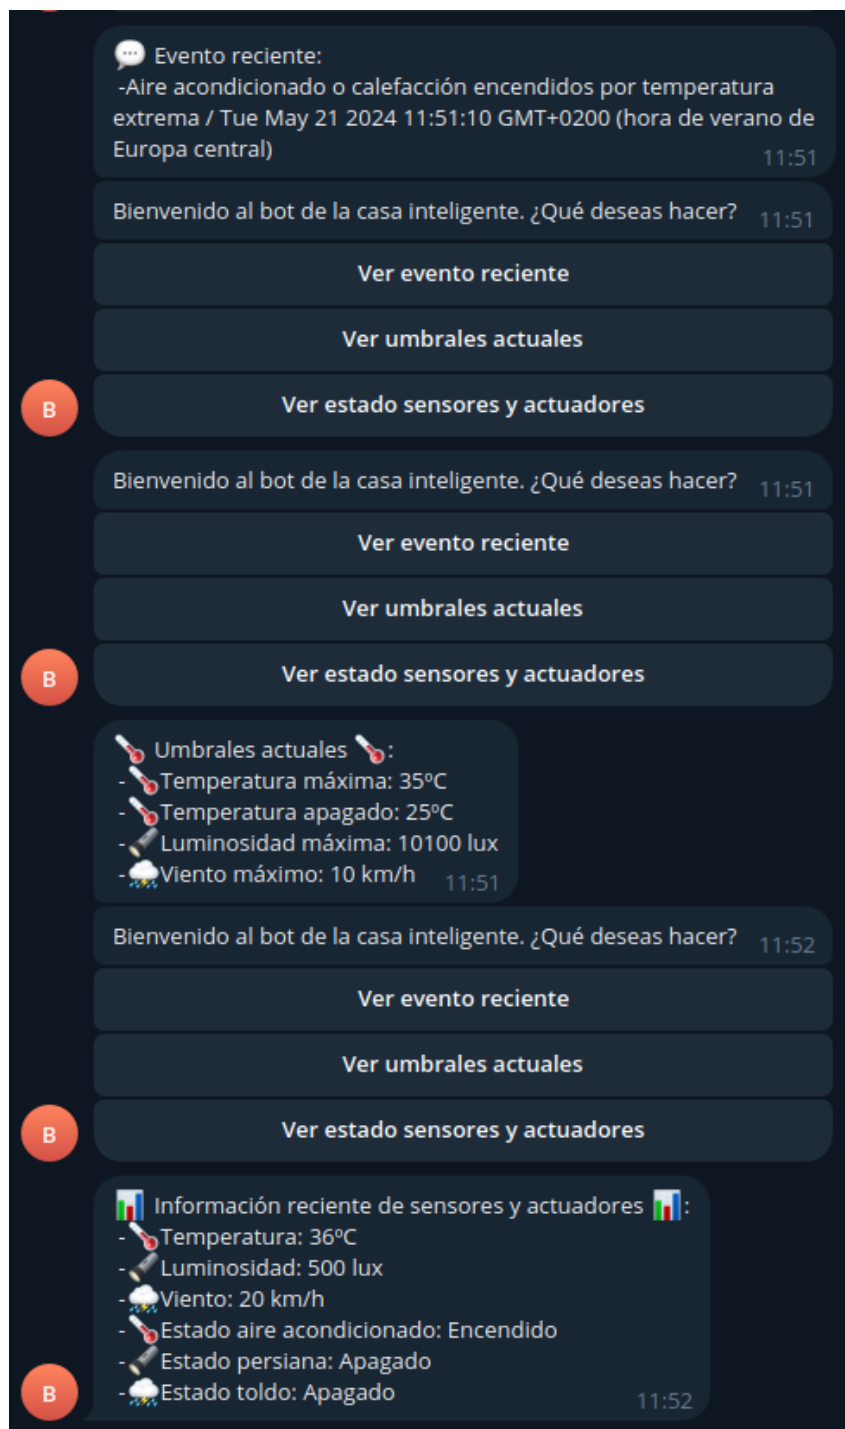 Evento reciente:
-Aire acondicionado o calefacción encendidos por temperatura
extrema / Tue May 21 2024 11:51:10 GMT+0200 (hora de verano de
Europa central)
11:51
Bienvenido al bot de la casa inteligente. ¿Qué deseas hacer?
11:51
Ver evento reciente
Ver umbrales actuales
Ver estado sensores y actuadores
B
Bienvenido al bot de la casa inteligente. ¿Qué deseas hacer?
11:51
Ver evento reciente
Ver umbrales actuales
Ver estado sensores y actuadores
B
Umbrales actuales :
-Temperatura máxima: 35ºC
-Temperatura apagado: 25ºC
-Luminosidad máxima: 10100 lux
-Viento máximo: 10 km/h
11:51
Bienvenido al bot de la casa inteligente. ¿Qué deseas hacer?
11:52
Ver evento reciente
Ver umbrales actuales
Ver estado sensores y actuadores
B
Información reciente de sensores y actuadores :
-Temperatura: 36ºC
-Luminosidad: 500 lux
-Viento: 20 km/h
-Estado aire acondicionado: Encendido
-Estado persiana: Apagado
-Estado toldo: Apagado
11:52
B